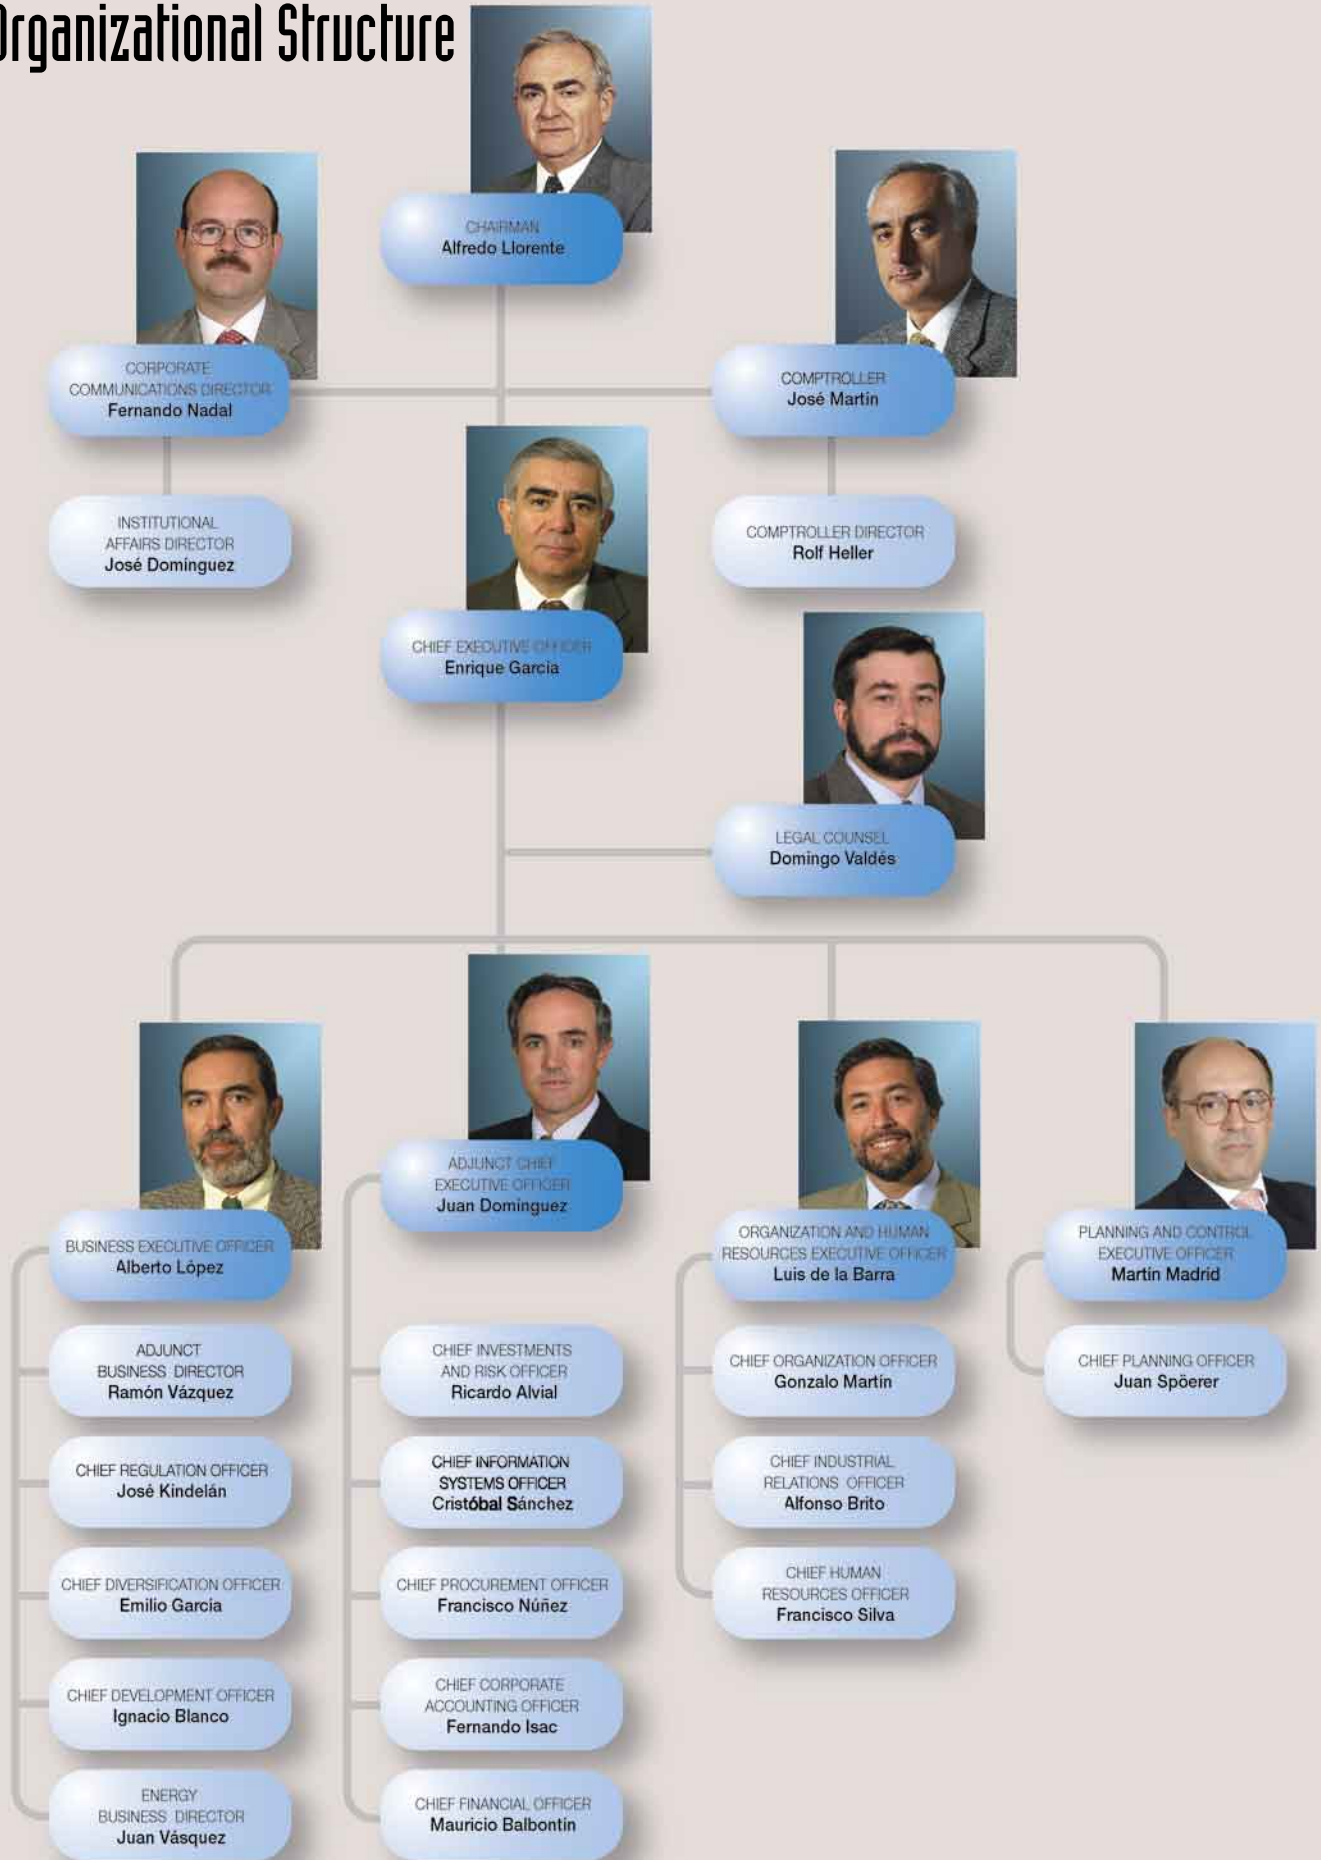 Organizational Structure
CHAIRMAN
Alfredo Llorente
CORPORATE
COMMUNICATIONS DIRECTOR
Fernando Nadal
COMPTROLLER
José Martín
INSTITUTIONAL
AFFAIRS DIRECTOR
José Domínguez
COMPTROLLER DIRECTOR
Rolf Heller
CHIEF EXECUTIVE OFFICER
Enrique García
LEGAL COUNSEL
Domingo Valdés
BUSINESS EXECUTIVE OFFICER
Alberto López
ADJUNCT
BUSINESS DIRECTOR
Ramón Vázquez
CHIEF REGULATION OFFICER
José Kindelán
CHIEF DIVERSIFICATION OFFICER
Emilio García
CHIEF DEVELOPMENT OFFICER
Ignacio Blanco
ENERGY
BUSINESS DIRECTOR
Juan Vásquez
ADJUNCT CHIEF
EXECUTIVE OFFICER
Juan Domínguez
CHIEF INVESTMENTS
AND RISK OFFICER
Ricardo Alvial
CHIEF INFORMATION
SYSTEMS OFFICER
Cristóbal Sánchez
CHIEF PROCUREMENT OFFICER
Francisco Núñez
CHIEF CORPORATE
ACCOUNTING OFFICER
Fernando Isac
CHIEF FINANCIAL OFFICER
Mauricio Balbontín
ORGANIZATION AND HUMAN
RESOURCES EXECUTIVE OFFICER
Luis de la Barra
CHIEF ORGANIZATION OFFICER
Gonzalo Martín
CHIEF INDUSTRIAL
RELATIONS OFFICER
Alfonso Brito
CHIEF HUMAN
RESOURCES OFFICER
Francisco Silva
PLANNING AND CONTROL
EXECUTIVE OFFICER
Martín Madrid
CHIEF PLANNING OFFICER
Juan Spöerer